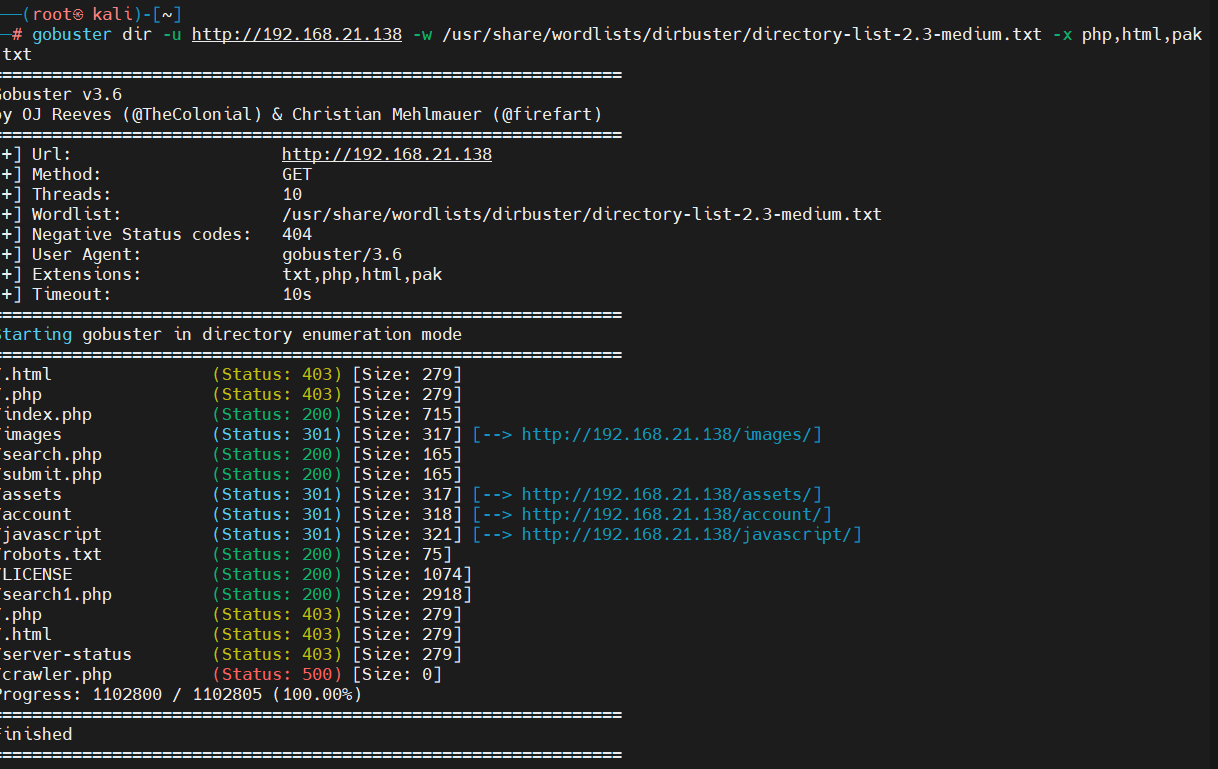 ──(root㉿kali)-[~]
─# gobuster dir -u http://192.168.21.138 -w /usr/share/wordlists/dirbuster/directory-list-2.3-medium.txt -x php,html,pak
txt
===============================================================
Gobuster v3.6
by OJ Reeves (@TheColonial) & Christian Mehlmauer (@firefart)
===============================================================
+] Url:                     http://192.168.21.138
+] Method:                  GET
+] Threads:                 10
+] Wordlist:                /usr/share/wordlists/dirbuster/directory-list-2.3-medium.txt
+] Negative Status codes:   404
+] User Agent:              gobuster/3.6
+] Extensions:              txt,php,html,pak
+] Timeout:                 10s
===============================================================
Starting gobuster in directory enumeration mode
===============================================================
/.html                (Status: 403) [Size: 279]
/.php                 (Status: 403) [Size: 279]
/index.php            (Status: 200) [Size: 715]
/images               (Status: 301) [Size: 317] [--> http://192.168.21.138/images/]
/search.php           (Status: 200) [Size: 165]
/submit.php           (Status: 200) [Size: 165]
/assets               (Status: 301) [Size: 317] [--> http://192.168.21.138/assets/]
/account              (Status: 301) [Size: 318] [--> http://192.168.21.138/account/]
/javascript           (Status: 301) [Size: 321] [--> http://192.168.21.138/javascript/]
/robots.txt           (Status: 200) [Size: 75]
/LICENSE              (Status: 200) [Size: 1074]
/search1.php          (Status: 200) [Size: 2918]
/.php                 (Status: 403) [Size: 279]
/.html                (Status: 403) [Size: 279]
/server-status        (Status: 403) [Size: 279]
/crawler.php          (Status: 500) [Size: 0]
Progress: 1102800 / 1102805 (100.00%)
===============================================================
Finished
===============================================================